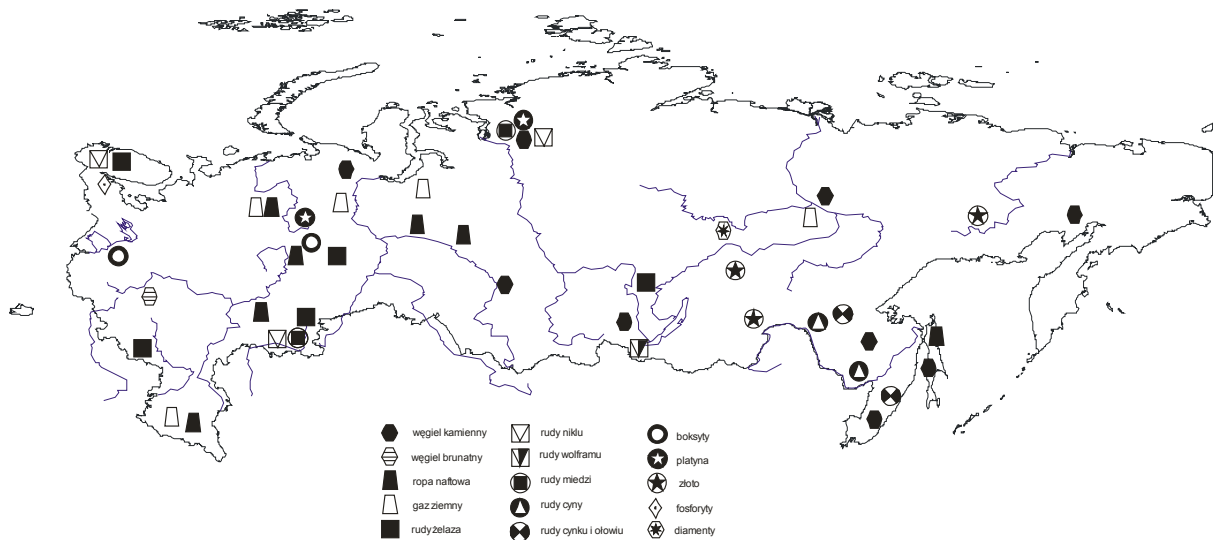 węgiel kamienny
węgiel brunatny
ropa naftowa
gaz ziemny
rudy żelaza
rudy niklu
rudy wolframu
rudy miedzi
rudy cyny
rudy cynku i ołowiu
boksyty
platyna
złoto
fosforyty
diamenty